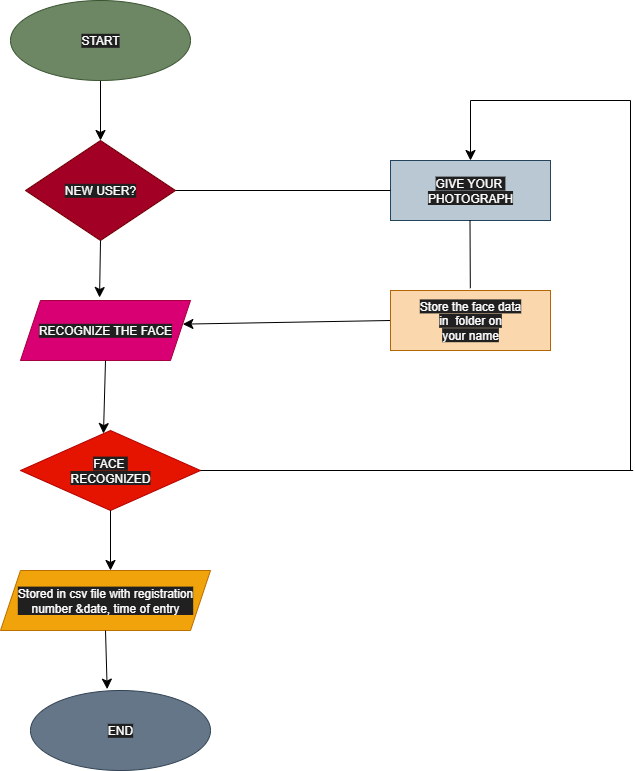 START
NEW USER?
GIVE YOUR
PHOTOGRAPH
RECOGNIZE THE FACE
Store the face data
in folder on
your name
FACE
RECOGNIZED
Stored in csv file with registration
number &date, time of entry
END